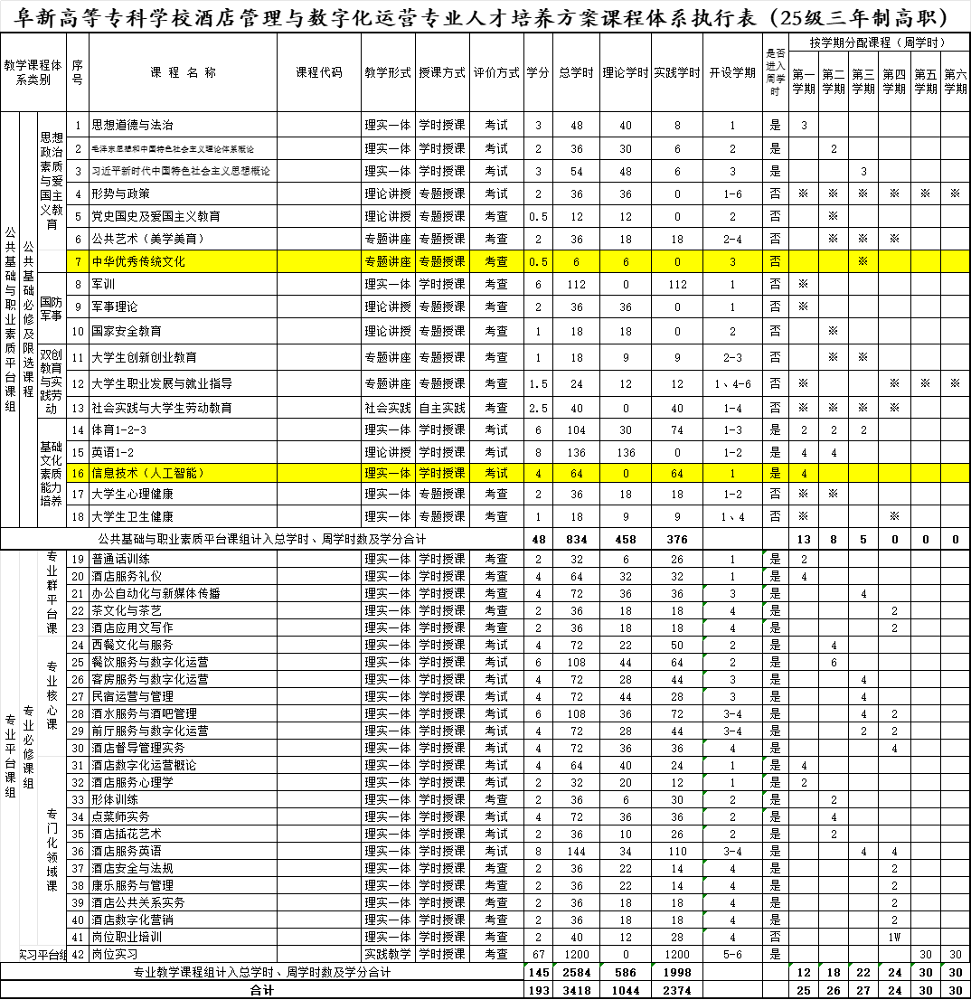 阜新高等专科学校酒店管理与数字化运营专业人才培养方案课程体系执行表（25级三年制高职）
教学课程体系类别 序号 课程名称 课程代码 教学形式 授课方式 评价方式 学分 总学时 理论学时 实践学时 开设学期 是否进入周学时 按学期分配课程（周学时）
第一学期 第二学期 第三学期 第四学期 第五学期 第六学期
公共基础与职业素质平台课组
公共基础必修及限选课程
思想政治素质与爱国主义教育
1 思想道德与法治 理实一体 学时授课 考试 3 48 40 8 1 是 3
2 毛泽东思想和中国特色社会主义理论体系概论 理实一体 学时授课 考试 2 36 30 6 2 是 2
3 习近平新时代中国特色社会主义思想概论 理实一体 学时授课 考试 3 54 48 6 3 是 3
4 形势与政策 理论讲授 专题授课 考试 2 36 36 0 1-6 否 ※ ※ ※ ※ ※ ※
5 党史国史及爱国主义教育 理论讲授 专题授课 考查 0.5 12 12 0 2 否 ※
6 公共艺术（美学美育） 专题讲座 专题授课 考查 2 36 18 18 2-4 否 ※ ※ ※
7 中华优秀传统文化 专题讲座 专题授课 考查 0.5 6 6 0 3 否 ※
国防军事
8 军训 理实一体 学时授课 考查 6 112 0 112 1 否 ※
9 军事理论 理论讲授 专题授课 考查 2 36 36 0 1 否 ※
10 国家安全教育 理论讲授 专题授课 考查 1 18 18 0 2 否 ※
双创教育与实践劳动
11 大学生创新创业教育 专题讲座 专题授课 考查 1 18 9 9 2-3 否 ※ ※
12 大学生职业发展与就业指导 专题讲座 专题授课 考查 1.5 24 12 12 1、4-6 否 ※ ※ ※ ※
13 社会实践与大学生劳动教育 社会实践 自主实践 考查 2.5 40 0 40 1-4 否 ※ ※ ※ ※
基础文化素质能力培养
14 体育1-2-3 理实一体 学时授课 考查 6 104 30 74 1-3 是 2 2 2
15 英语1-2 理论讲授 学时授课 考查 8 136 136 0 1-2 是 4 4
16 信息技术（人工智能） 理实一体 学时授课 考试 4 64 0 64 1 是 4
17 大学生心理健康 理实一体 专题授课 考查 2 36 18 18 1-2 否 ※ ※
18 大学生卫生健康 理实一体 专题授课 考查 1 18 9 9 1、4 否 ※ ※
公共基础与职业素质平台课组计入总学时、周学时数及学分合计 48 834 458 376 13 8 5 0 0 0
专业平台课组
专业必修课组
专业群平台课
19 普通话训练 理实一体 学时授课 考查 2 32 6 26 1 是 2
20 酒店服务礼仪 理实一体 学时授课 考试 4 64 32 32 1 是 4
21 办公自动化与新媒体传播 理实一体 学时授课 考查 4 72 36 36 3 是 4
22 茶文化与茶艺 理实一体 学时授课 考试 2 36 18 18 4 是 2
23 酒店应用文写作 理实一体 学时授课 考查 2 36 18 18 4 是 2
专业核心课
24 西餐文化与服务 理实一体 学时授课 考试 4 72 22 50 2 是 4
25 餐饮服务与数字化运营 理实一体 学时授课 考试 6 108 44 64 2 是 6
26 客房服务与数字化运营 理实一体 学时授课 考试 4 72 28 44 3 是 4
27 民宿运营与管理 理实一体 学时授课 考试 4 72 44 28 3 是 4
28 酒水服务与酒吧管理 理实一体 学时授课 考试 6 108 36 72 3-4 是 4 2
29 前厅服务与数字化运营 理实一体 学时授课 考试 4 72 28 44 3-4 是 2 2
30 酒店督导管理实务 理实一体 学时授课 考试 4 72 36 36 4 是 4
专门化领域课
31 酒店数字化运营概论 理实一体 学时授课 考试 4 64 40 24 1 是 4
32 酒店服务心理学 理实一体 学时授课 考试 2 32 20 12 1 是 2
33 形体训练 理实一体 学时授课 考查 2 36 6 30 2 是 2
34 点菜师实务 理实一体 学时授课 考查 4 72 36 36 2 是 4
35 酒店插花艺术 理实一体 学时授课 考试 2 36 10 26 2 是 2
36 酒店服务英语 理实一体 学时授课 考试 8 144 34 110 3-4 是 4 4
37 酒店安全与法规 理实一体 学时授课 考查 2 36 22 14 4 是 2
38 康乐服务与管理 理实一体 学时授课 考查 2 36 22 14 4 是 2
39 酒店公共关系实务 理实一体 学时授课 考查 2 36 18 18 4 是 2
40 酒店数字化营销 理实一体 学时授课 考查 2 36 18 18 4 是 2
41 岗位职业培训 理实一体 学时授课 考查 2 40 12 28 4 否 1W
实习平台组 42 岗位实习 实践教学 学时授课 考查 67 1200 0 1200 5-6 是 30 30
专业教学课程组计入总学时、周学时数及学分合计 145 2584 586 1998 12 18 22 24 30 30
合计 193 3418 1044 2374 25 26 27 24 30 30